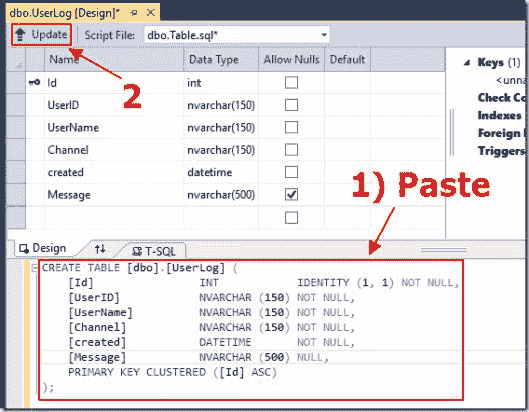 dbo.UserLog [Design]*
Update Script File: dbo.Table.sql*
2
Name Data Type Allow Nulls Default
Id int
UserID nvarchar(150)
UserName nvarchar(150)
Channel nvarchar(150)
created datetime
Message nvarchar(500)
Keys (1)
<unna
Check Co
Indexes
Foreign
Triggers
1) Paste
Design T-SQL
CREATE TABLE [dbo].[UserLog] (
[Id] INT IDENTITY (1, 1) NOT NULL,
[UserID] NVARCHAR (150) NOT NULL,
[UserName] NVARCHAR (150) NOT NULL,
[Channel] NVARCHAR (150) NOT NULL,
[created] DATETIME NOT NULL,
[Message] NVARCHAR (500) NULL,
PRIMARY KEY CLUSTERED ([Id] ASC)
);